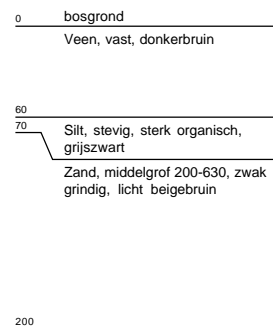 0 bosgrond
Veen, vast, donkerbruin
60
70 Silt, stevig, sterk organisch,
grijszwart
Zand, middelgrof 200-630, zwak
grindig, licht beigebruin
200